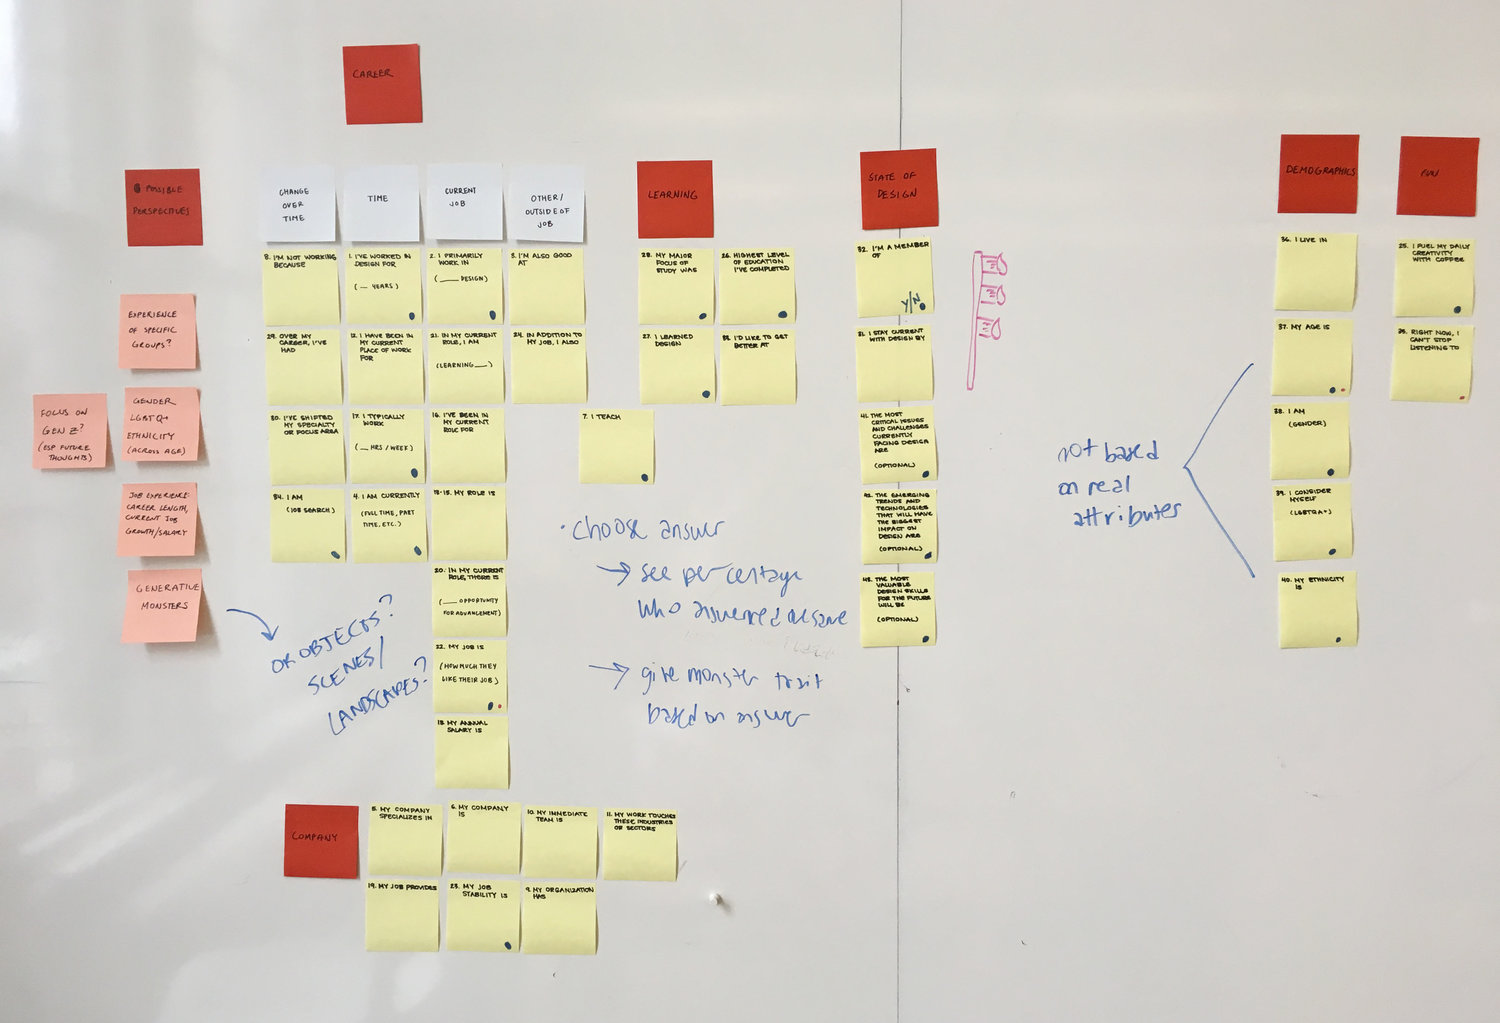 CAREER
POSSIBLE
PERSPECTIVES
EXPERIENCE
OF SPECIFIC
GROUPS?
FOCUS ON
GEN Z?
(ESP FUTURE
THOUGHTS)
GENDER
LGBTQ+
ETHNICITY
(ACROSS AGE)
JOB EXPERIENCE:
CAREER LENGTH,
CURRENT JOB
GROWTH/SALARY
GENERATIVE
MONSTERS
OR OBJECTS?
SCENES/
LANDSCAPES?
CHANGE
OVER
TIME
8. I'M NOT WORKING
BECAUSE
29. OVER MY
CAREER, I'VE
HAD
30. I'VE SHIFTED
MY SPECIALTY
OR FOCUS AREA
34. I AM
(JOB SEARCH)
TIME
1. I'VE WORKED IN
DESIGN FOR
(__ YEARS)
12. I HAVE BEEN IN
MY CURRENT
PLACE OF WORK
FOR
17. I TYPICALLY
WORK
(__ HRS / WEEK)
4. I AM CURRENTLY
(FULL TIME, PART
TIME, ETC.)
CURRENT
JOB
2. I PRIMARILY
WORK IN
(____ DESIGN)
21. IN MY CURRENT
ROLE, I AM
(LEARNING ___)
16. I'VE BEEN IN
MY CURRENT
ROLE FOR
13-15. MY ROLE IS
20. IN MY CURRENT
ROLE, THERE IS
(___ OPPORTUNITY
FOR ADVANCEMENT)
22. MY JOB IS
(HOW MUCH THEY
LIKE THEIR JOB)
18. MY ANNUAL
SALARY IS
OTHER/
OUTSIDE OF
JOB
3. I'M ALSO GOOD
AT
24. IN ADDITION TO
MY JOB, I ALSO
7. I TEACH
LEARNING
28. MY MAJOR
FOCUS OF
STUDY WAS
26. HIGHEST LEVEL
OF EDUCATION
I'VE COMPLETED
27. I LEARNED
DESIGN
33. I'D LIKE TO GET
BETTER AT
• choose answer
→ see percentage
who answered as same
→ give monster trait
based on answer
STATE OF
DESIGN
32. I'M A MEMBER
OF
Y/N
31. I STAY CURRENT
WITH DESIGN BY
41. THE MOST
CRITICAL ISSUES
AND CHALLENGES
CURRENTLY
FACING DESIGN
ARE
(OPTIONAL)
42. THE EMERGING
TRENDS AND
TECHNOLOGIES
THAT WILL HAVE
THE BIGGEST
IMPACT ON
DESIGN ARE
(OPTIONAL)
43. THE MOST
VALUABLE
DESIGN SKILLS
FOR THE FUTURE
WILL BE
(OPTIONAL)
not based
on real
attributes
DEMOGRAPHICS
36. I LIVE IN
37. MY AGE IS
38. I AM
(GENDER)
39. I CONSIDER
MYSELF
(LGBTQA+)
40. MY ETHNICITY
IS
FUN
25. I FUEL MY DAILY
CREATIVITY
WITH COFFEE
35. RIGHT NOW, I
CAN'T STOP
LISTENING TO
COMPANY
5. MY COMPANY
SPECIALIZES IN
6. MY COMPANY
IS
10. MY IMMEDIATE
TEAM IS
11. MY WORK TOUCHES
THESE INDUSTRIES
OR SECTORS
19. MY JOB PROVIDES
23. MY JOB
STABILITY IS
9. MY ORGANIZATION
HAS